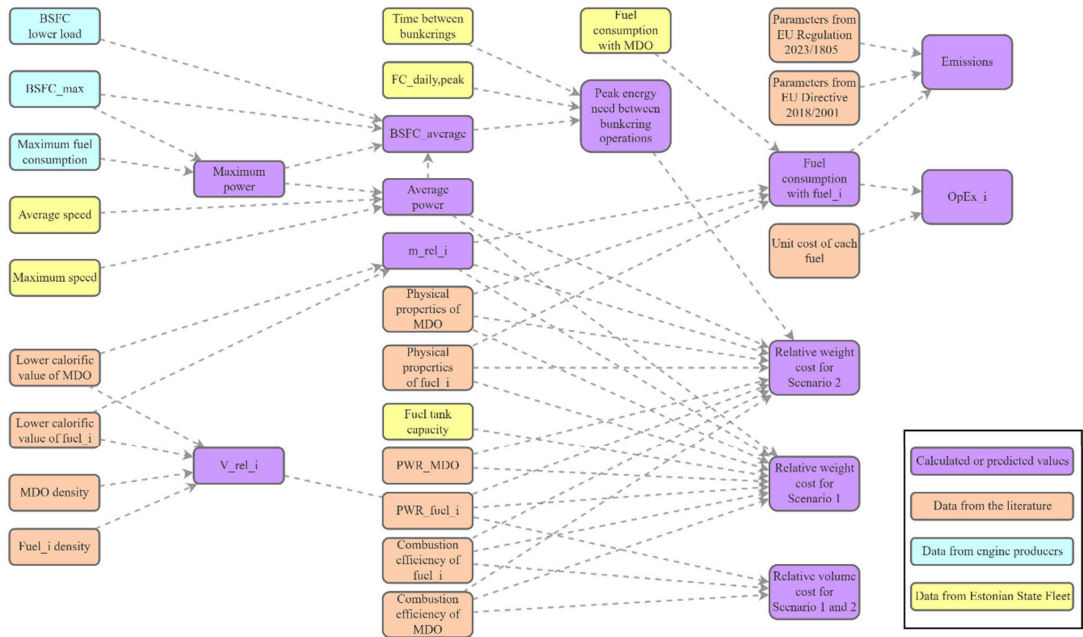 BSFC
lower load
BSFC_max
Maximum fuel
consumption
Average speed
Maximum speed
Lower calorific
value of MDO
Lower calorific
value of fuel_i
MDO density
Fuel_i density
Maximum
power
V_rel_i
Time between
bunkerings
FC_daily,peak
BSFC_average
Average
power
m_rel_i
Physical
properties of
MDO
Physical
properties
of fuel_i
Fuel tank
capacity
PWR_MDO
PWR_fuel_i
Combustion
efficiency of
fuel_i
Combustion
efficiency of
MDO
Fuel
consumption
with MDO
Peak energy
need between
bunkering
operations
Parameters from
EU Regulation
2023/1805
Parameters from
EU Directive
2018/2001
Fuel
consumption
with fuel_i
Unit cost of each
fuel
Relative weight
cost for
Scenario 2
Relative weight
cost for
Scenario 1
Relative volume
cost for
Scenario 1 and 2
Emissions
OpEx_i
Calculated or predicted values
Data from the literature
Data from engine producers
Data from Estonian State Fleet